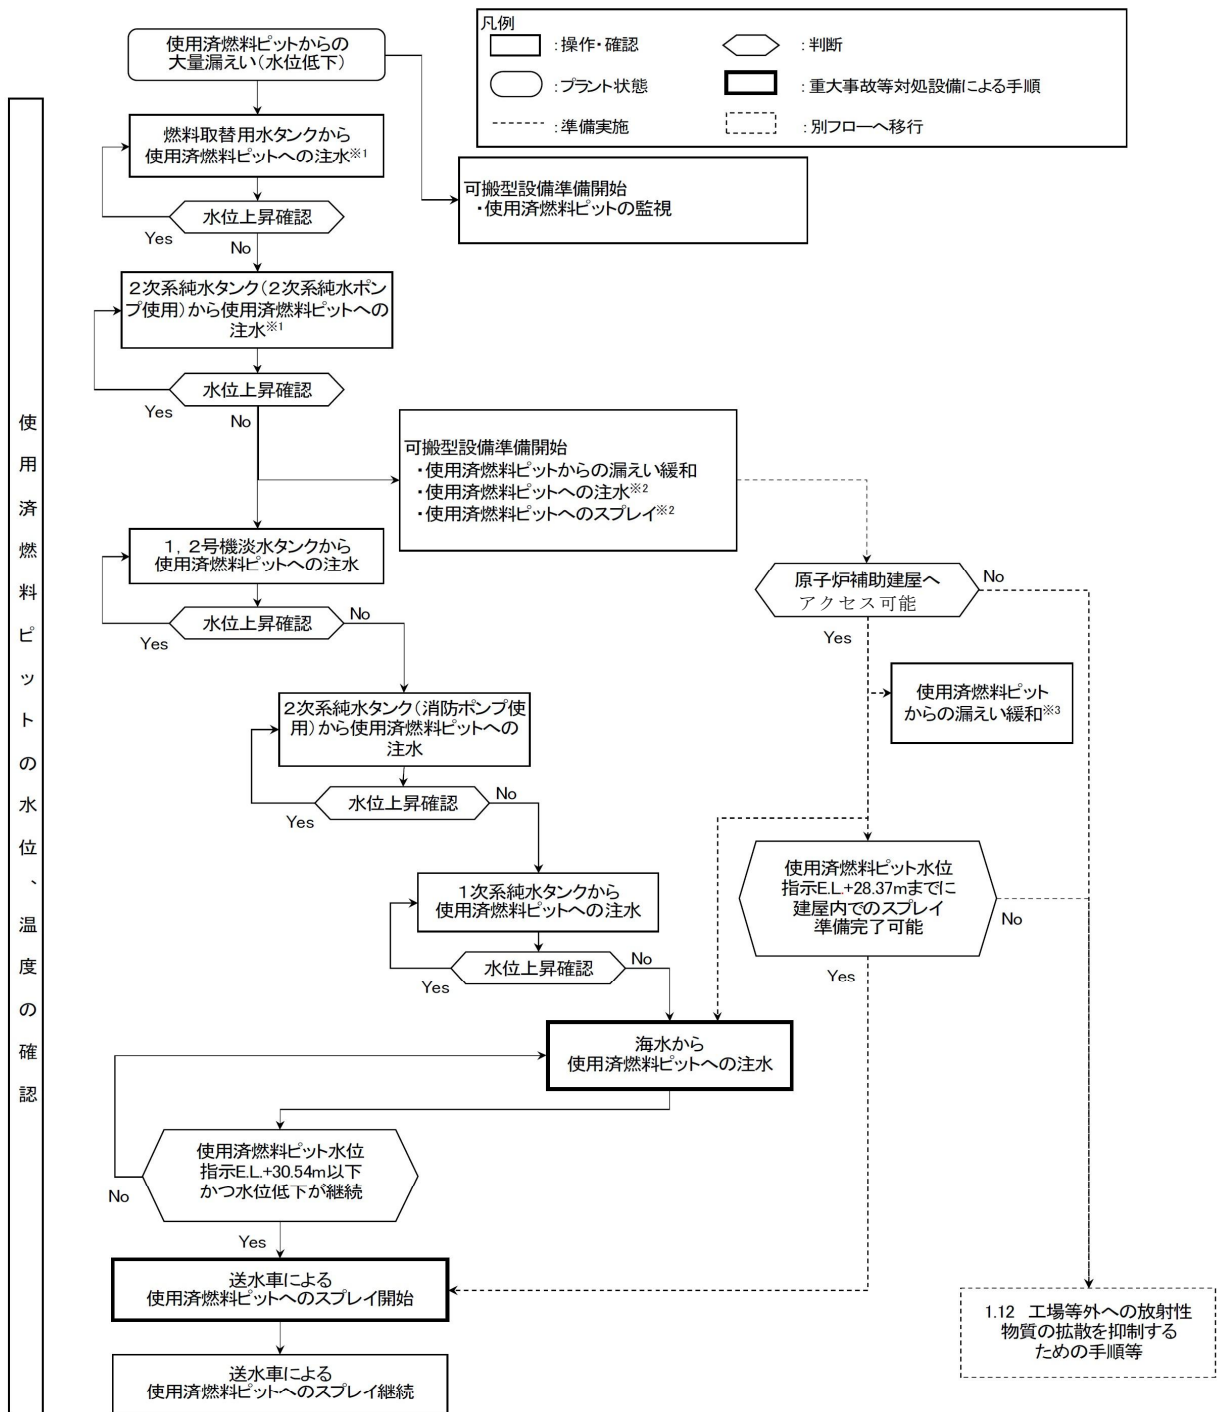 凡例
:操作・確認
:判断
:プラント状態
:重大事故等対処設備による手順
:準備実施
:別フローへ移行
使用済燃料ピットの水位、温度の確認
使用済燃料ピットからの
大量漏えい(水位低下)
燃料取替用水タンクから
使用済燃料ピットへの注水※1
可搬型設備準備開始
・使用済燃料ピットの監視
水位上昇確認
Yes
No
2次系純水タンク(2次系純水ポン
プ使用)から使用済燃料ピットへの
注水※1
水位上昇確認
Yes
No
可搬型設備準備開始
・使用済燃料ピットからの漏えい緩和
・使用済燃料ピットへの注水※2
・使用済燃料ピットへのスプレイ※2
1,2号機淡水タンクから
使用済燃料ピットへの注水
原子炉補助建屋へ
アクセス可能
No
Yes
水位上昇確認
No
Yes
使用済燃料ピット
からの漏えい緩和※3
2次系純水タンク(消防ポンプ使
用)から使用済燃料ピットへの
注水
水位上昇確認
No
Yes
使用済燃料ピット水位
指示E.L.+28.37mまでに
建屋内でのスプレイ
準備完了可能
No
Yes
1次系純水タンクから
使用済燃料ピットへの注水
水位上昇確認
No
Yes
海水から
使用済燃料ピットへの注水
使用済燃料ピット水位
指示E.L.+30.54m以下
かつ水位低下が継続
No
Yes
送水車による
使用済燃料ピットへのスプレイ開始
1.12 工場等外への放射性
物質の拡散を抑制する
ための手順等
送水車による
使用済燃料ピットへのスプレイ継続